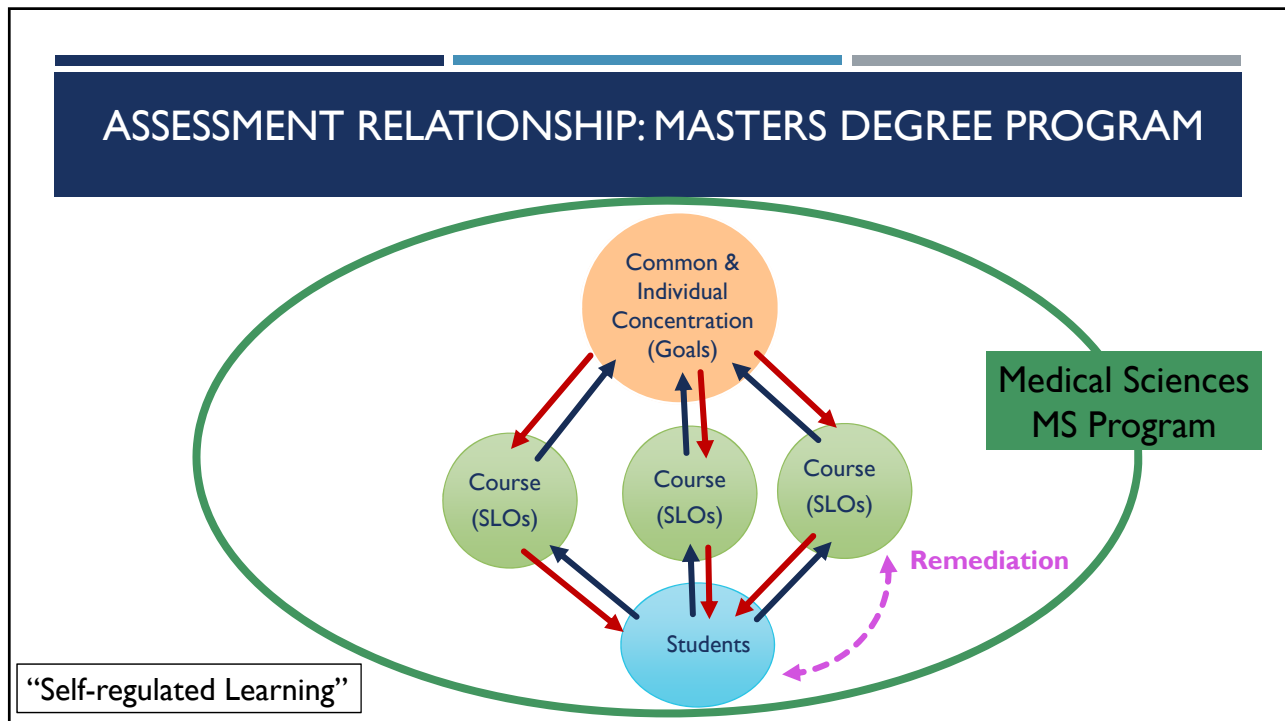 ASSESSMENT RELATIONSHIP: MASTERS DEGREE PROGRAM
Common &
Individual
Concentration
(Goals)
Medical Sciences
MS Program
Course
(SLOs)
Course
(SLOs)
Course
(SLOs)
Remediation
Students
“Self-regulated Learning”